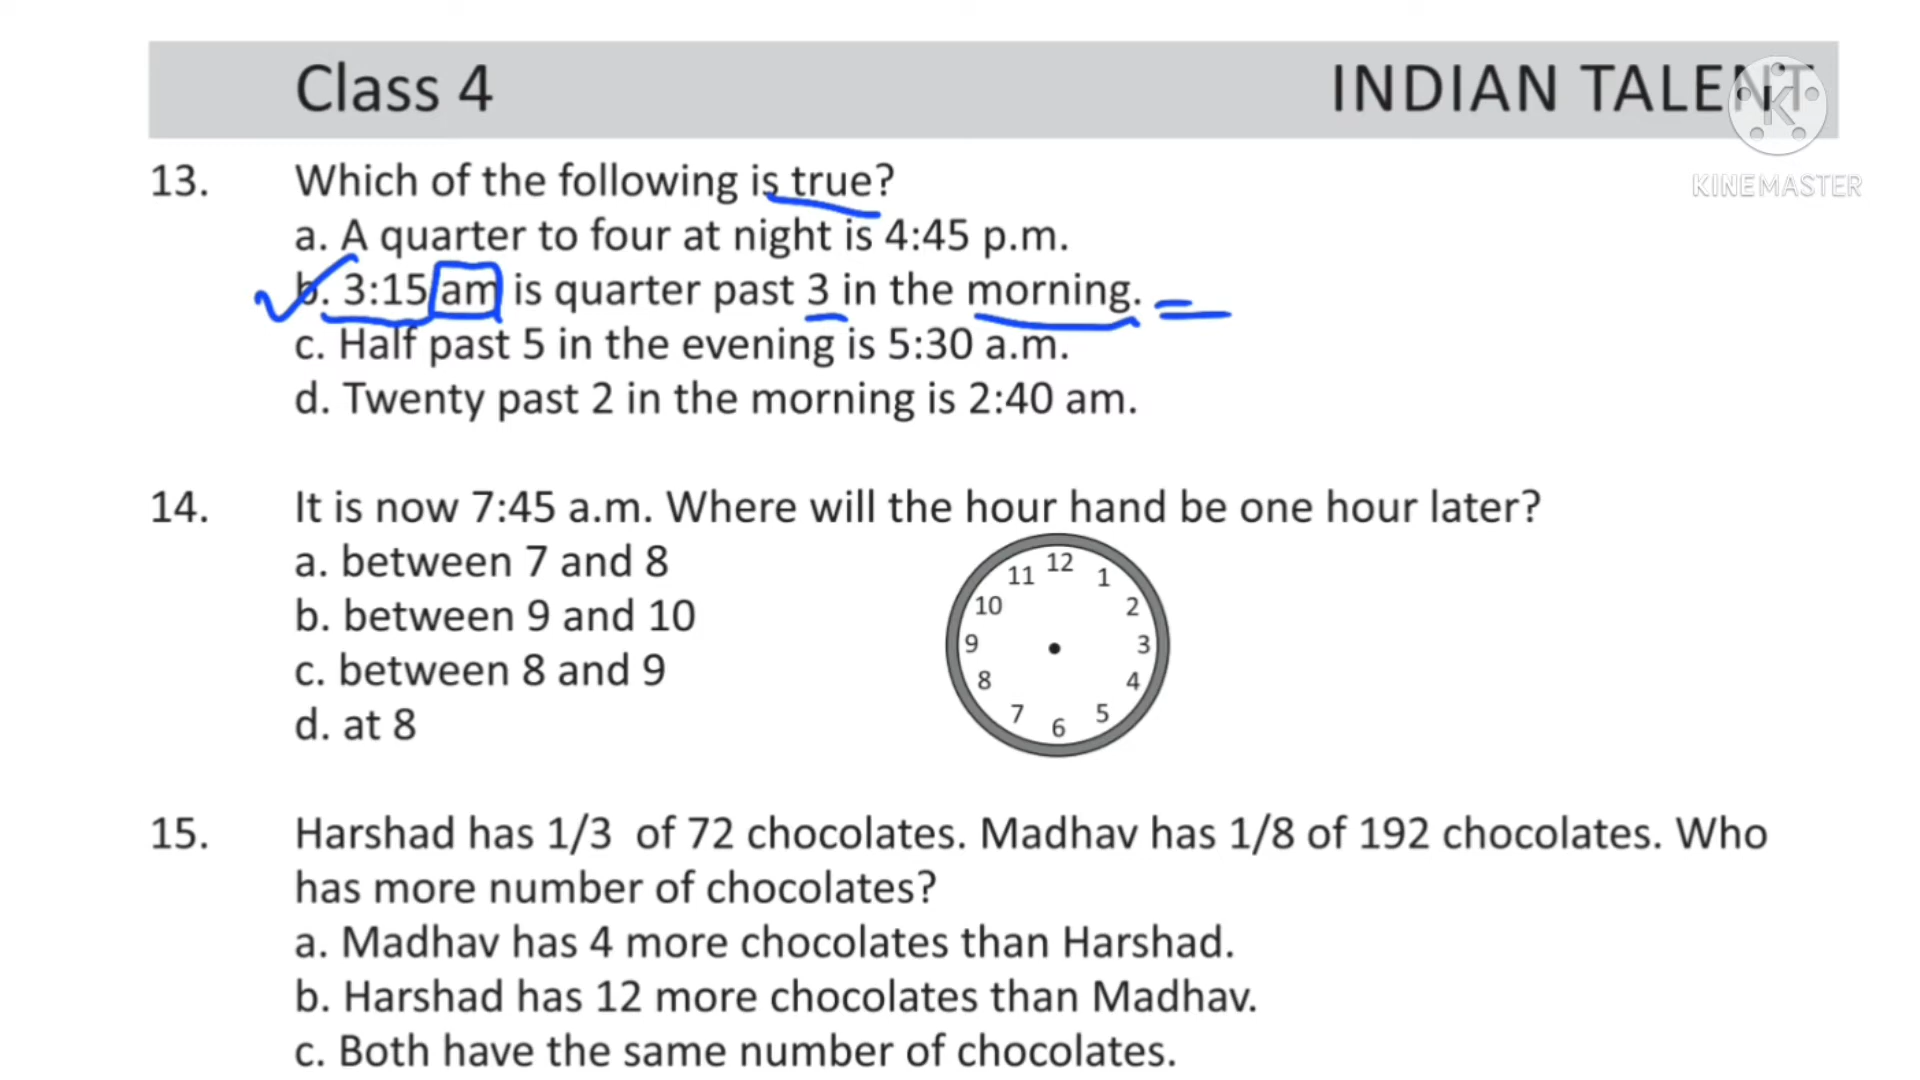 Class 4 INDIAN TALENT
KINEMASTER
13. Which of the following is true?
a. A quarter to four at night is 4:45 p.m.
b. 3:15 am is quarter past 3 in the morning.
c. Half past 5 in the evening is 5:30 a.m.
d. Twenty past 2 in the morning is 2:40 am.
14. It is now 7:45 a.m. Where will the hour hand be one hour later?
a. between 7 and 8
b. between 9 and 10
c. between 8 and 9
d. at 8
12
11 1
10 2
9 3
8 4
7 5
6
15. Harshad has 1/3 of 72 chocolates. Madhav has 1/8 of 192 chocolates. Who
has more number of chocolates?
a. Madhav has 4 more chocolates than Harshad.
b. Harshad has 12 more chocolates than Madhav.
c. Both have the same number of chocolates.